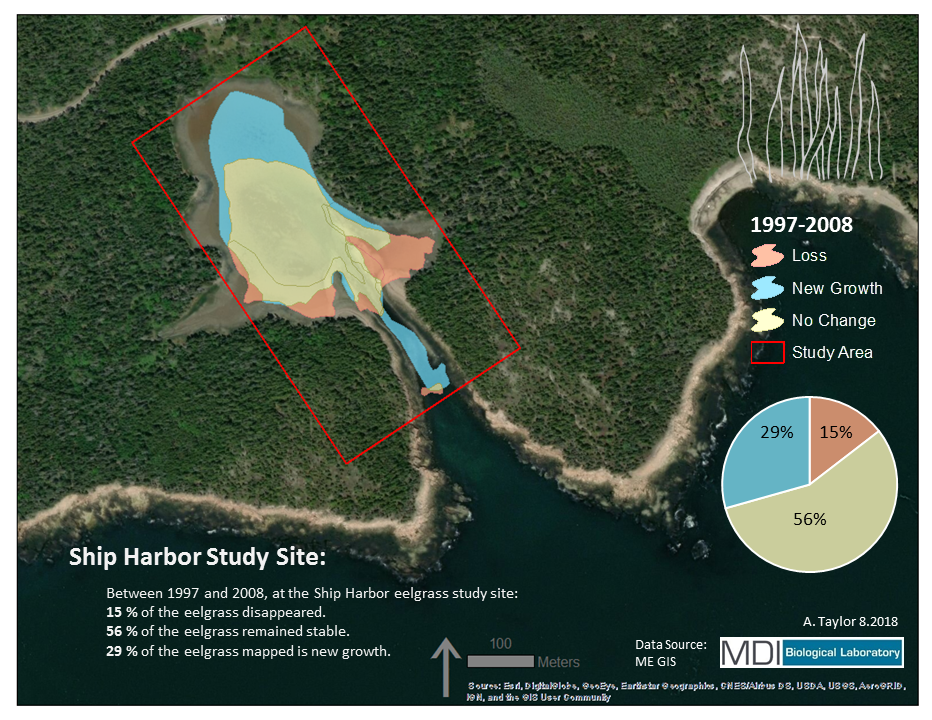 1997-2008
Loss
New Growth
No Change
Study Area
29%
15%
56%
Ship Harbor Study Site:
Between 1997 and 2008, at the Ship Harbor eelgrass study site:
15 % of the eelgrass disappeared.
56 % of the eelgrass remained stable.
29 % of the eelgrass mapped is new growth.
100
Meters
A. Taylor 8.2018
Data Source:
ME GIS
MDI Biological Laboratory
Source: Esri, DigitalGlobe, GeoEye, Earthstar Geographics, CNES/Airbus DS, USDA, USGS, AeroGRID,
IGN, and the GIS User Community